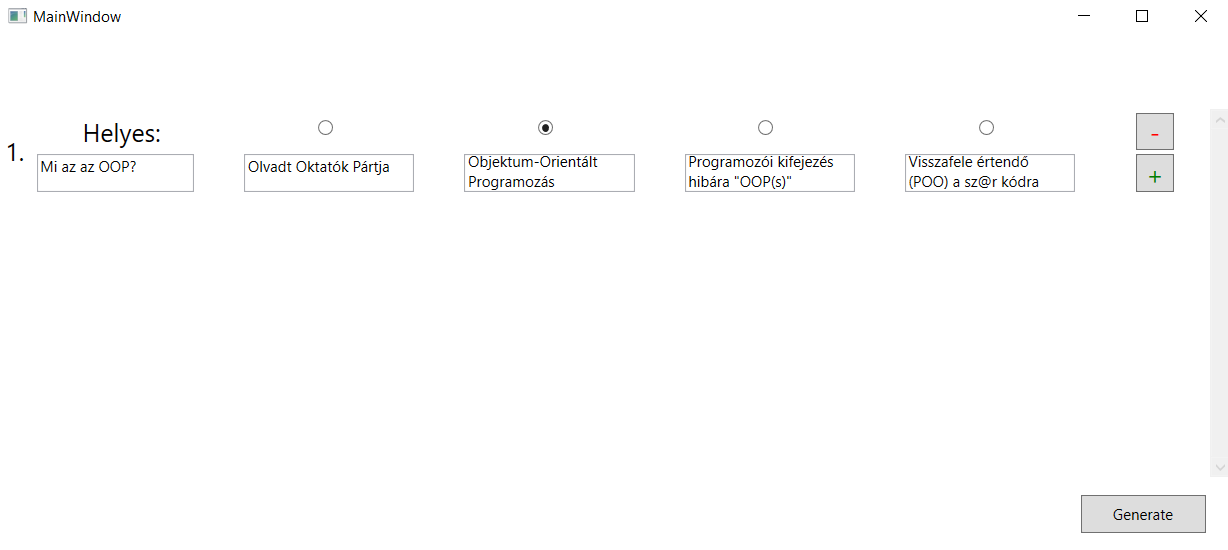 MainWindow
Helyes:
-
1.
Mi az az OOP?
Olvadt Oktatók Pártja
Objektum-Orientált
Programozás
Programozói kifejezés
hibára "OOP(s)"
Visszafele értendő
(POO) a sz@r kódra
+
Generate